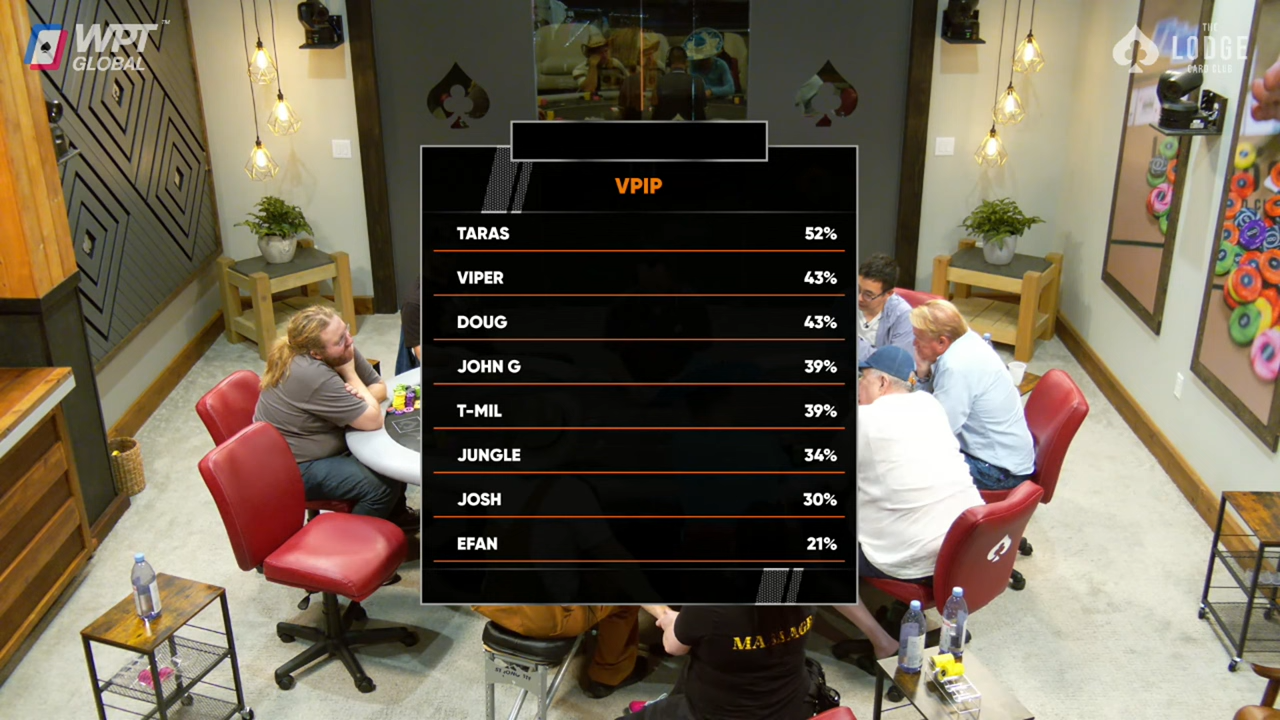 WPT™
GLOBAL
THE
LODGE
CARD CLUB
VPIP
TARAS 52%
VIPER 43%
DOUG 43%
JOHN G 39%
T-MIL 39%
JUNGLE 34%
JOSH 30%
EFAN 21%
MASSAGE